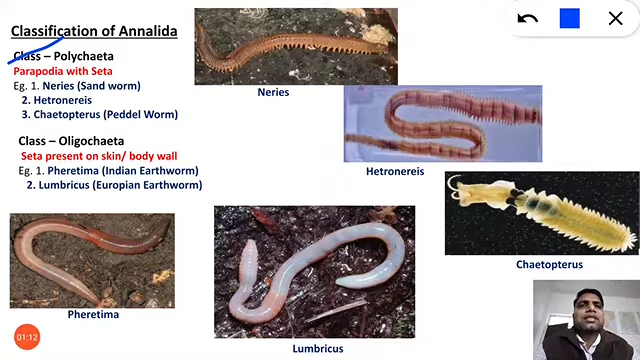 Classification of Annalida
Class – Polychaeta
Parapodia with Seta
Eg. 1. Neries (Sand worm)
2. Hetronereis
3. Chaetopterus (Peddel Worm)
Class – Oligochaeta
Seta present on skin/ body wall
Eg. 1. Pheretima (Indian Earthworm)
2. Lumbricus (Europian Earthworm)
Neries
Hetronereis
Chaetopterus
Pheretima
Lumbricus
01:12